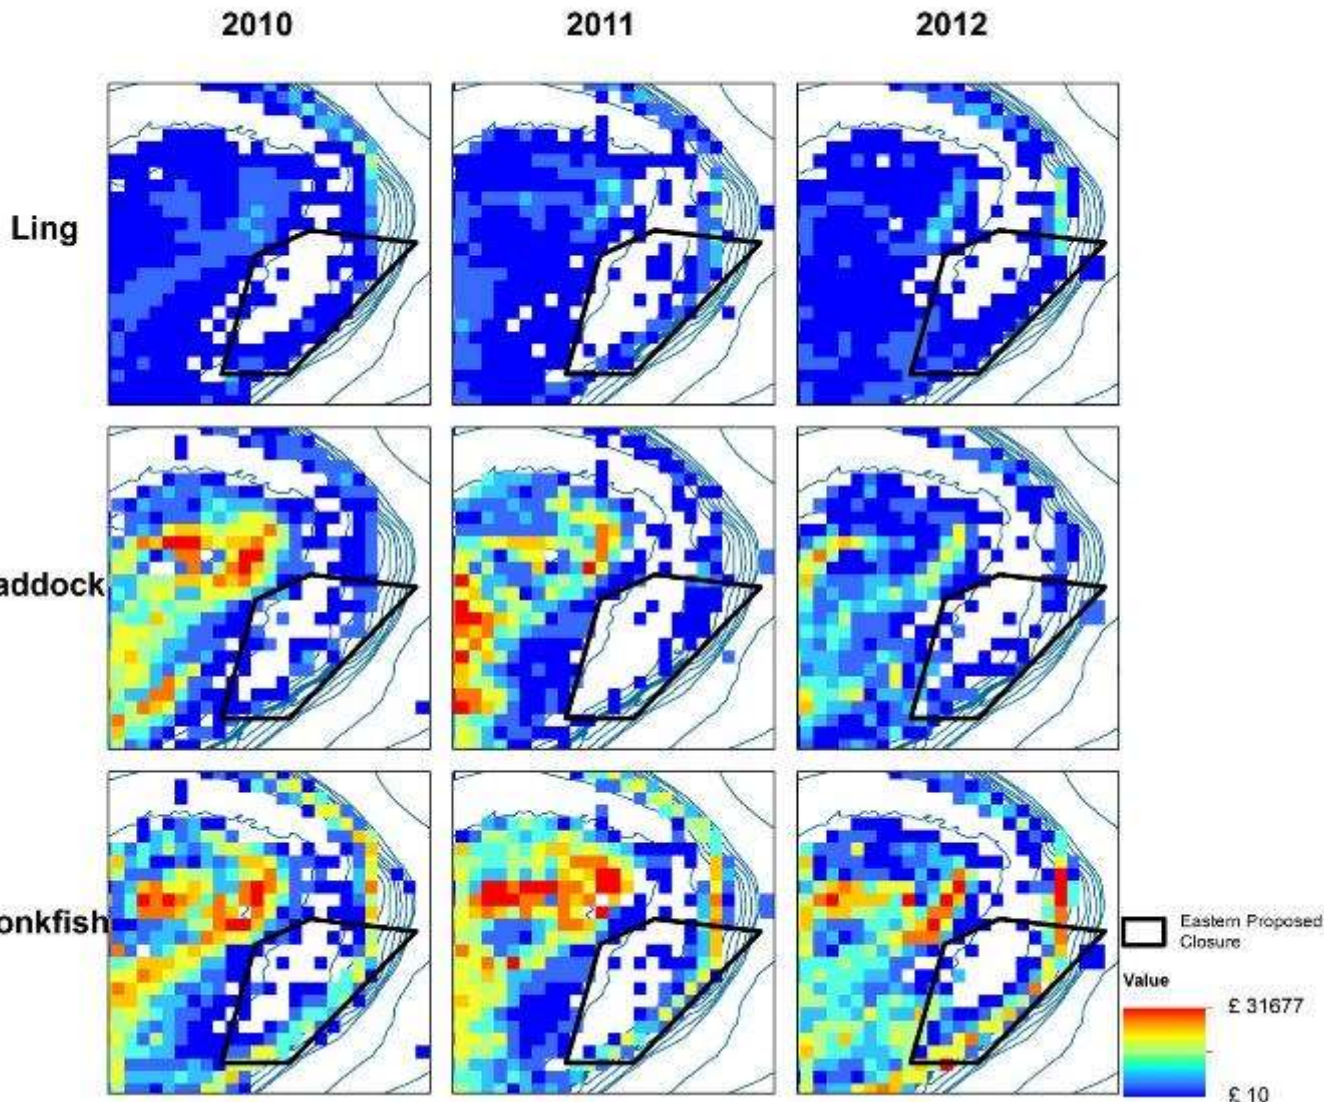 2010 2011 2012
Ling
addock
onkfish
Eastern Proposed
Closure
Value
£ 31677
£ 10